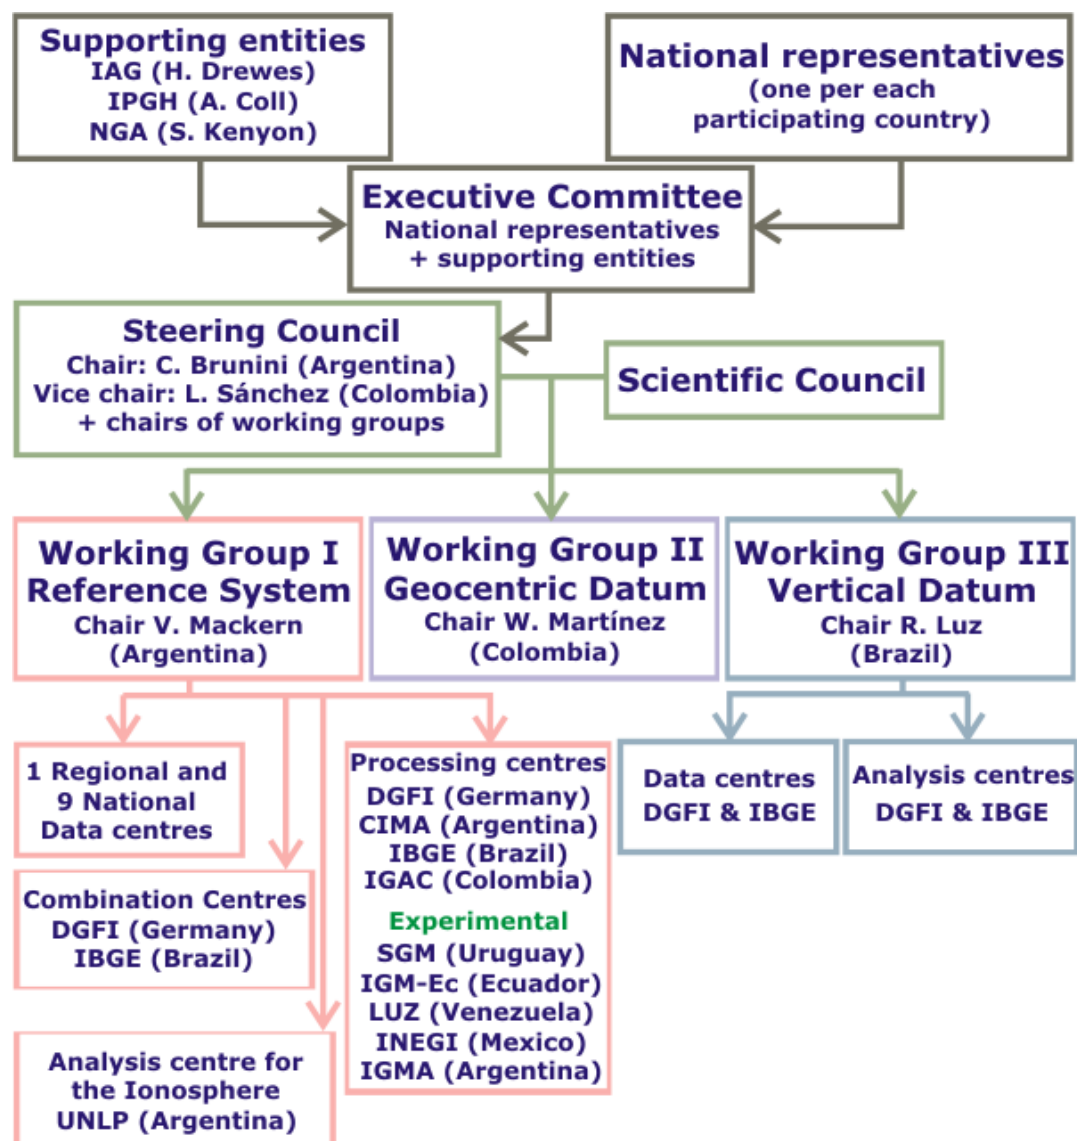 Supporting entities
IAG (H. Drewes)
IPGH (A. Coll)
NGA (S. Kenyon)
National representatives
(one per each
participating country)
Executive Committee
National representatives
+ supporting entities
Steering Council
Chair: C. Brunini (Argentina)
Vice chair: L. Sánchez (Colombia)
+ chairs of working groups
Scientific Council
Working Group I
Reference System
Chair V. Mackern
(Argentina)
Working Group II
Geocentric Datum
Chair W. Martínez
(Colombia)
Working Group III
Vertical Datum
Chair R. Luz
(Brazil)
1 Regional and
9 National
Data centres
Combination Centres
DGFI (Germany)
IBGE (Brazil)
Analysis centre for
the Ionosphere
UNLP (Argentina)
Processing centres
DGFI (Germany)
CIMA (Argentina)
IBGE (Brazil)
IGAC (Colombia)
Experimental
SGM (Uruguay)
IGM-Ec (Ecuador)
LUZ (Venezuela)
INEGI (Mexico)
IGMA (Argentina)
Data centres
DGFI & IBGE
Analysis centres
DGFI & IBGE